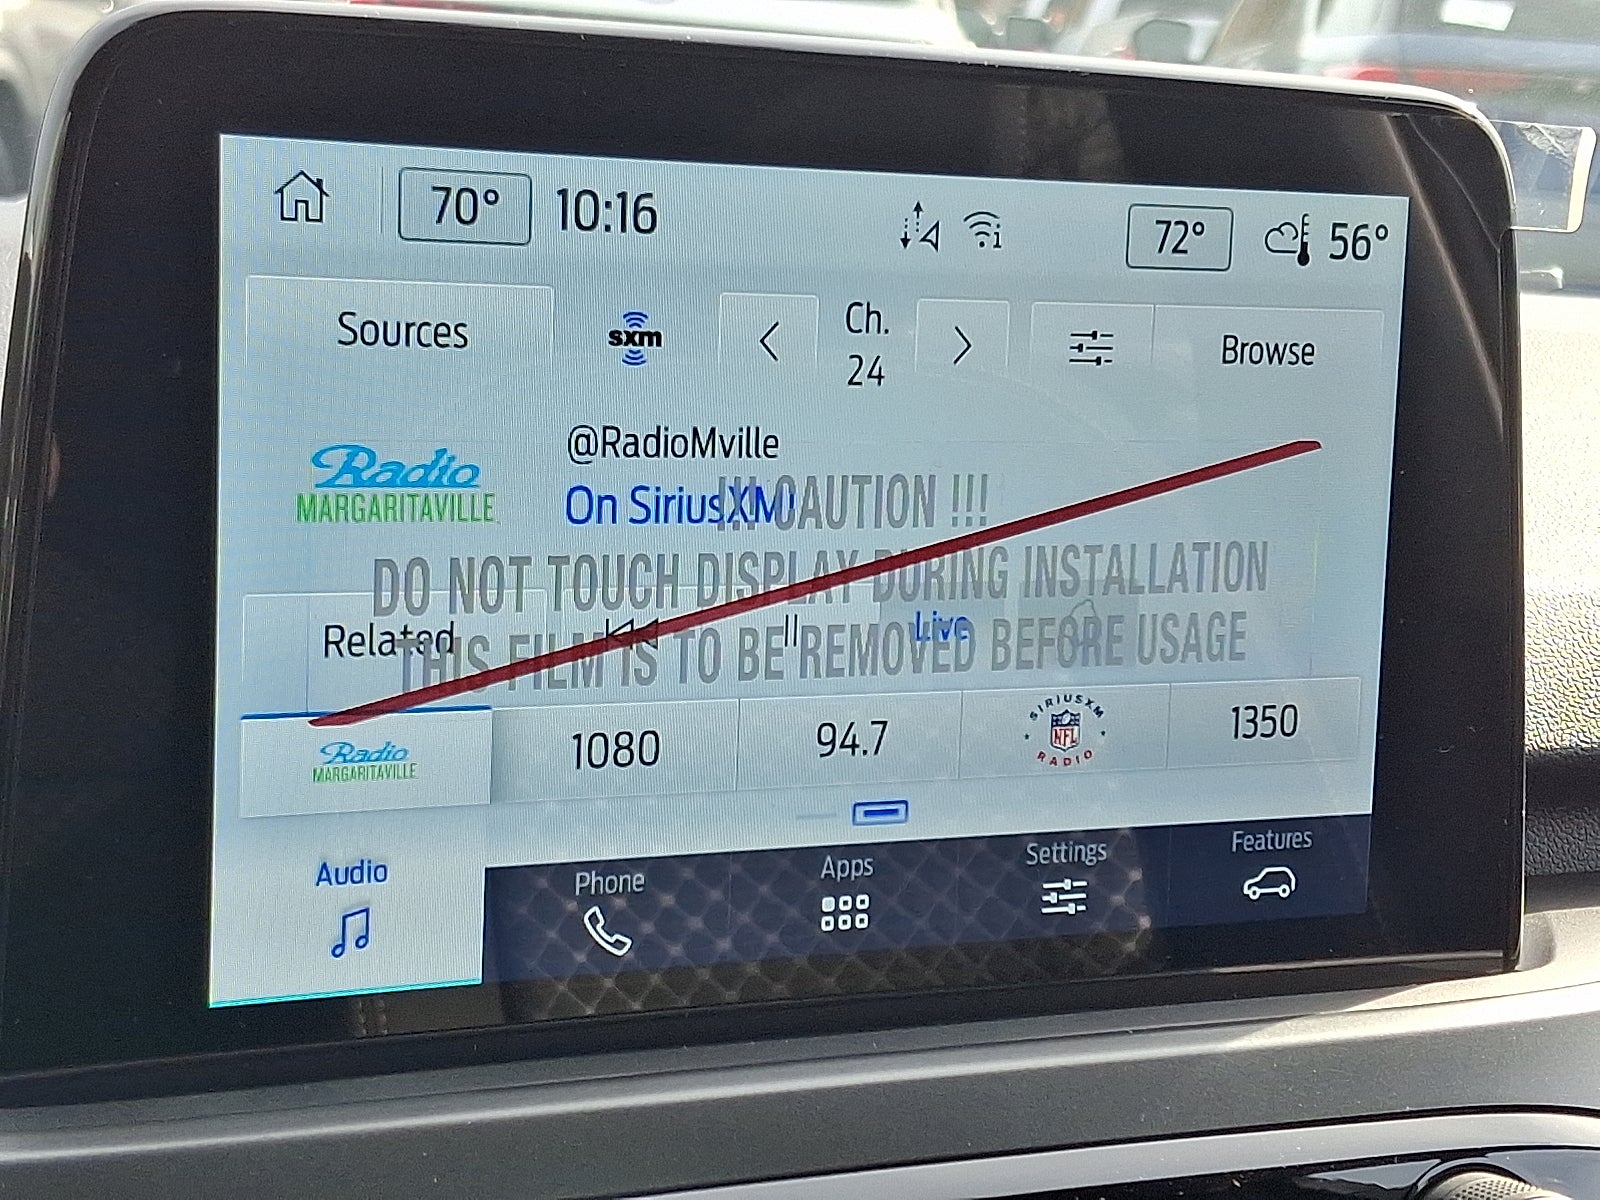 70° 10:16 72° 56°
Sources sxm Ch. 24 Browse
Radio
MARGARITAVILLE
@RadioMville
On SiriusXM!
!!! CAUTION !!!
DO NOT TOUCH DISPLAY DURING INSTALLATION
THIS FILM IS TO BE REMOVED BEFORE USAGE
Related Live
Radio
MARGARITAVILLE
1080 94.7 SIRIUSXM NFL RADIO 1350
Audio Phone Apps Settings Features